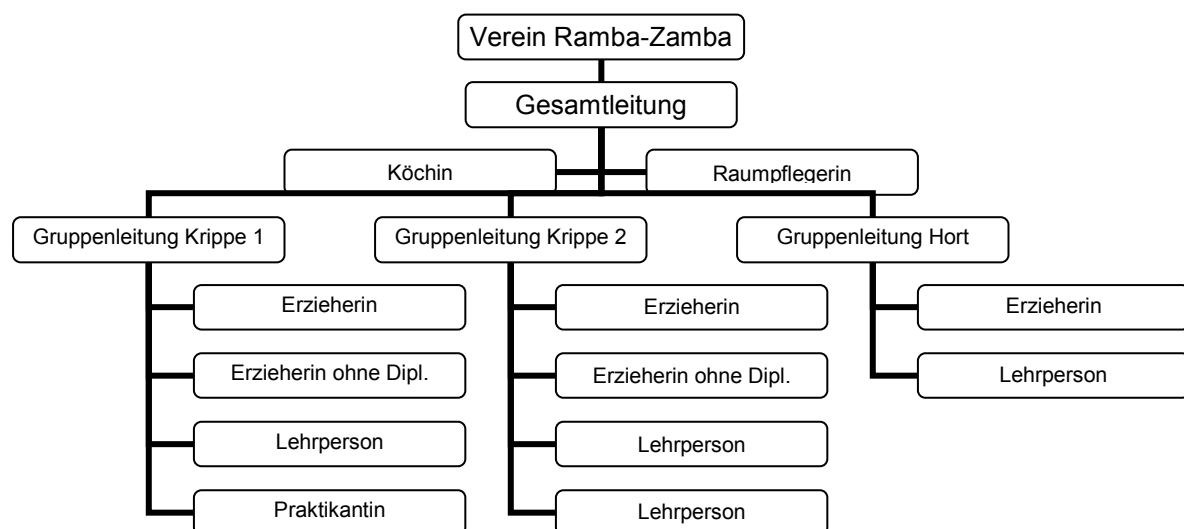 Verein Ramba-Zamba
Gesamtleitung
Köchin
Raumpflegerin
Gruppenleitung Krippe 1
Gruppenleitung Krippe 2
Gruppenleitung Hort
Erzieherin
Erzieherin
Erzieherin
Erzieherin ohne Dipl.
Erzieherin ohne Dipl.
Lehrperson
Lehrperson
Lehrperson
Praktikantin
Lehrperson